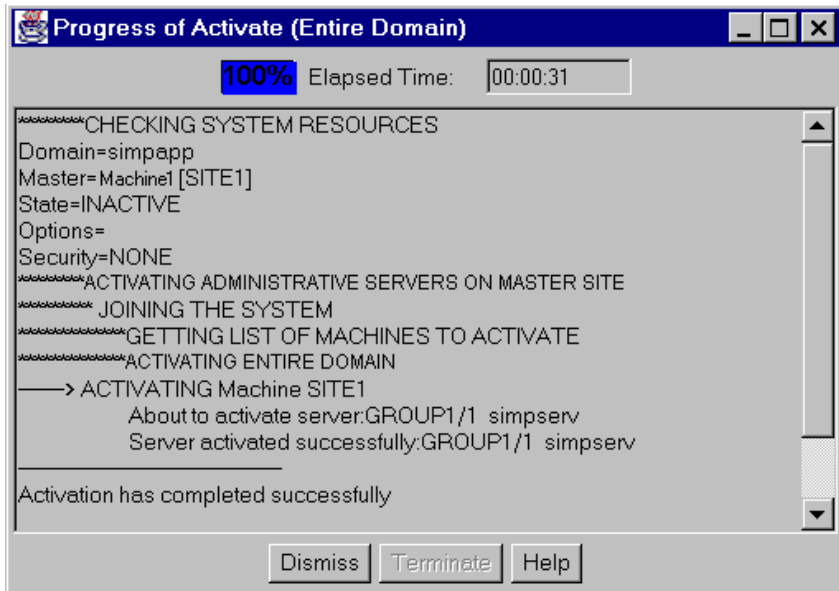 Progress of Activate (Entire Domain)
100% Elapsed Time: 00:00:31
*********CHECKING SYSTEM RESOURCES
Domain=simpapp
Master=Machine1 [SITE1]
State=INACTIVE
Options=
Security=NONE
*********ACTIVATING ADMINISTRATIVE SERVERS ON MASTER SITE
********** JOINING THE SYSTEM
***************GETTING LIST OF MACHINES TO ACTIVATE
***************ACTIVATING ENTIRE DOMAIN
----> ACTIVATING Machine SITE1
About to activate server:GROUP1/1 simpserv
Server activated successfully:GROUP1/1 simpserv
Activation has completed successfully
Dismiss Terminate Help